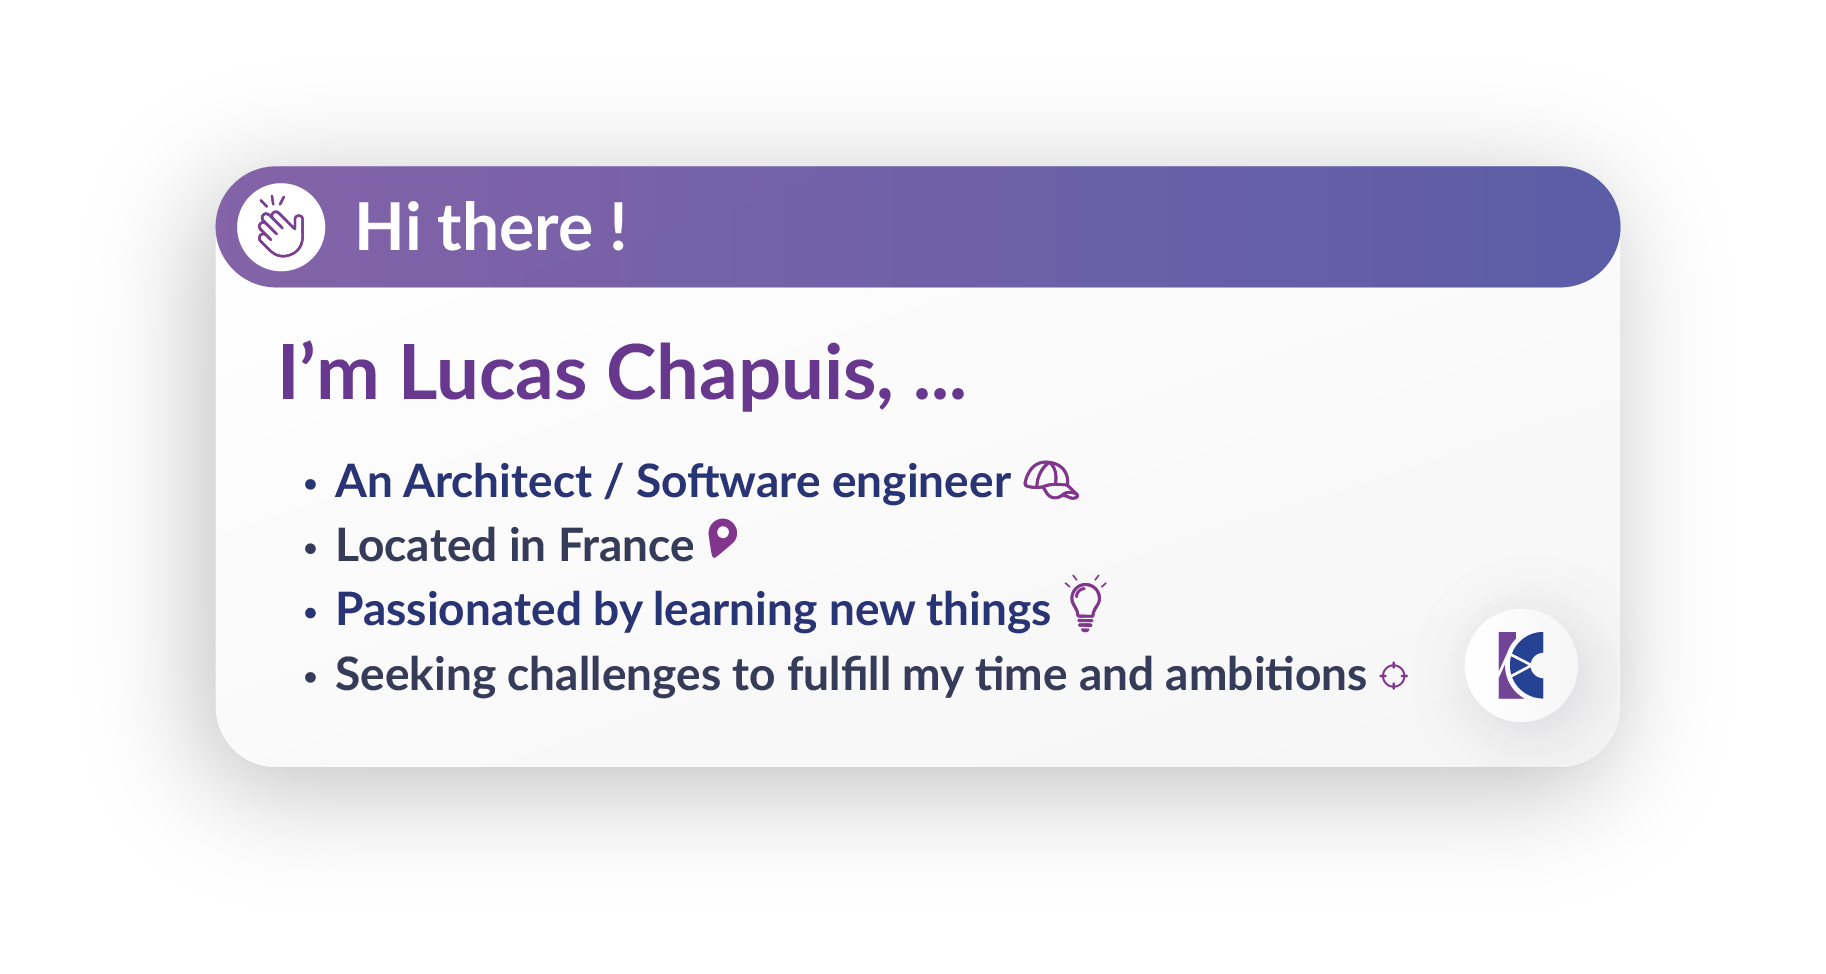 Hi there !
I’m Lucas Chapuis, ...
• An Architect / Software engineer
• Located in France
• Passionated by learning new things
• Seeking challenges to fulfill my time and ambitions